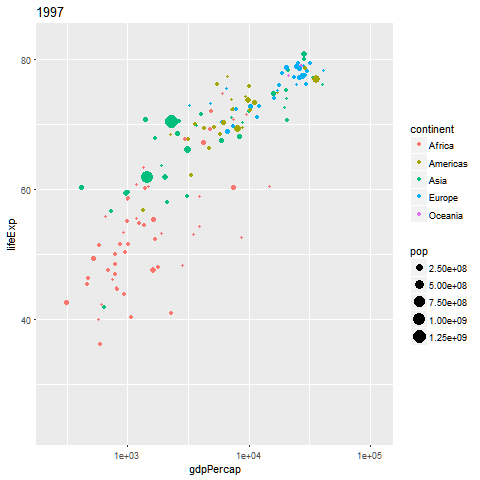 1997
80
60
40
lifeExp
1e+03 1e+04 1e+05
gdpPercap
continent
Africa
Americas
Asia
Europe
Oceania
pop
2.50e+08
5.00e+08
7.50e+08
1.00e+09
1.25e+09